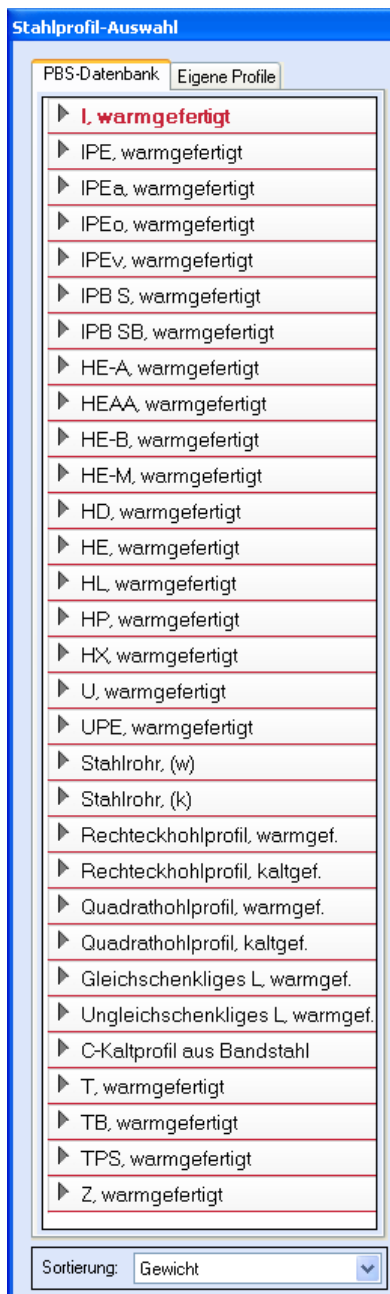 Stahlprofil-Auswahl
PBS-Datenbank Eigene Profile
I, warmgefertigt
IPE, warmgefertigt
IPEa, warmgefertigt
IPEo, warmgefertigt
IPEv, warmgefertigt
IPB S, warmgefertigt
IPB SB, warmgefertigt
HE-A, warmgefertigt
HEAA, warmgefertigt
HE-B, warmgefertigt
HE-M, warmgefertigt
HD, warmgefertigt
HE, warmgefertigt
HL, warmgefertigt
HP, warmgefertigt
HX, warmgefertigt
U, warmgefertigt
UPE, warmgefertigt
Stahlrohr, (w)
Stahlrohr, (k)
Rechteckhohlprofil, warmgef.
Rechteckhohlprofil, kaltgef.
Quadrathohlprofil, warmgef.
Quadrathohlprofil, kaltgef.
Gleichschenkliges L, warmgef.
Ungleichschenkliges L, warmgef.
C-Kaltprofil aus Bandstahl
T, warmgefertigt
TB, warmgefertigt
TPS, warmgefertigt
Z, warmgefertigt
Sortierung: Gewicht